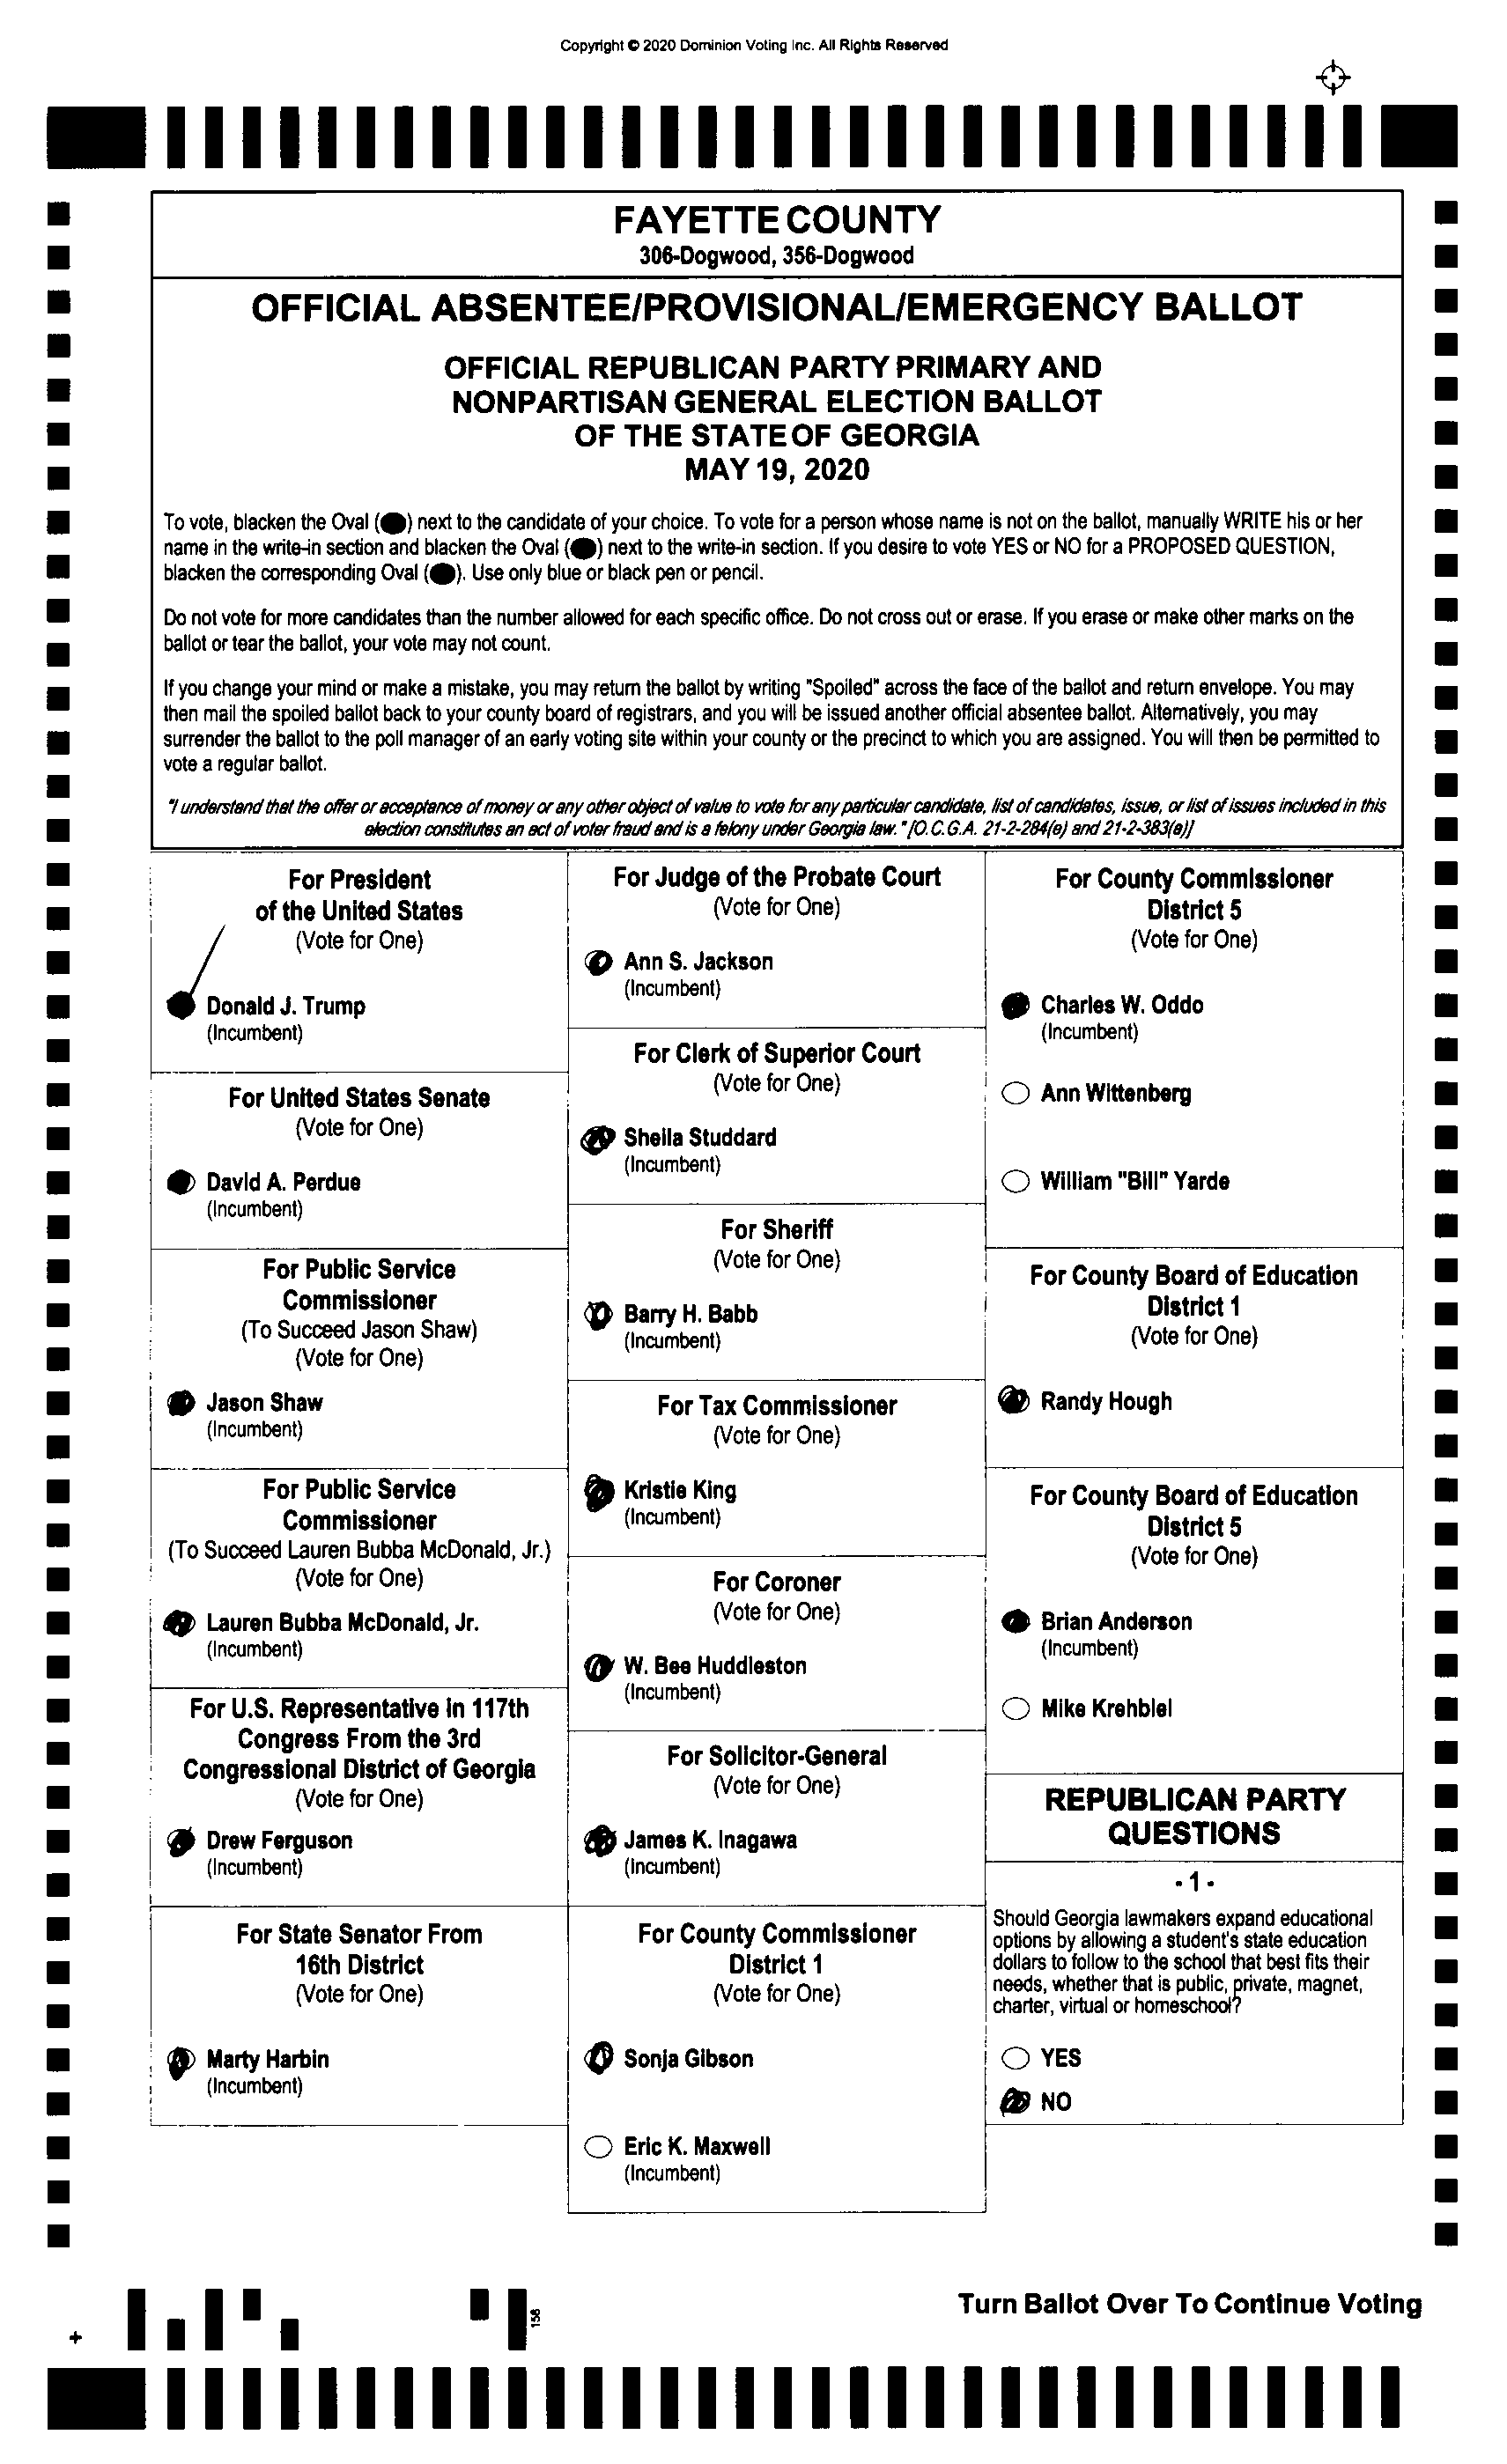 Copyright © 2020 Dominion Voting Inc. All Rights Reserved
FAYETTE COUNTY
306-Dogwood, 356-Dogwood
OFFICIAL ABSENTEE/PROVISIONAL/EMERGENCY BALLOT
OFFICIAL REPUBLICAN PARTY PRIMARY AND
NONPARTISAN GENERAL ELECTION BALLOT
OF THE STATE OF GEORGIA
MAY 19, 2020
To vote, blacken the Oval (⬬) next to the candidate of your choice. To vote for a person whose name is not on the ballot, manually WRITE his or her
name in the write-in section and blacken the Oval (⬬) next to the write-in section. If you desire to vote YES or NO for a PROPOSED QUESTION,
blacken the corresponding Oval (⬬). Use only blue or black pen or pencil.
Do not vote for more candidates than the number allowed for each specific office. Do not cross out or erase. If you erase or make other marks on the
ballot or tear the ballot, your vote may not count.
If you change your mind or make a mistake, you may return the ballot by writing "Spoiled" across the face of the ballot and return envelope. You may
then mail the spoiled ballot back to your county board of registrars, and you will be issued another official absentee ballot. Alternatively, you may
surrender the ballot to the poll manager of an early voting site within your county or the precinct to which you are assigned. You will then be permitted to
vote a regular ballot.
"I understand that the offer or acceptance of money or any other object of value to vote for any particular candidate, list of candidates, issue, or list of issues included in this
election constitutes an act of voter fraud and is a felony under Georgia law." [O.C.G.A. 21-2-284(e) and 21-2-383(a)]
For President
of the United States
(Vote for One)
Donald J. Trump
(Incumbent)
For United States Senate
(Vote for One)
David A. Perdue
(Incumbent)
For Public Service
Commissioner
(To Succeed Jason Shaw)
(Vote for One)
Jason Shaw
(Incumbent)
For Public Service
Commissioner
(To Succeed Lauren Bubba McDonald, Jr.)
(Vote for One)
Lauren Bubba McDonald, Jr.
(Incumbent)
For U.S. Representative in 117th
Congress From the 3rd
Congressional District of Georgia
(Vote for One)
Drew Ferguson
(Incumbent)
For State Senator From
16th District
(Vote for One)
Marty Harbin
(Incumbent)
For Judge of the Probate Court
(Vote for One)
Ann S. Jackson
(Incumbent)
For Clerk of Superior Court
(Vote for One)
Sheila Studdard
(Incumbent)
For Sheriff
(Vote for One)
Barry H. Babb
(Incumbent)
For Tax Commissioner
(Vote for One)
Kristie King
(Incumbent)
For Coroner
(Vote for One)
W. Bee Huddleston
(Incumbent)
For Solicitor-General
(Vote for One)
James K. Inagawa
(Incumbent)
For County Commissioner
District 1
(Vote for One)
Sonja Gibson
Eric K. Maxwell
(Incumbent)
For County Commissioner
District 5
(Vote for One)
Charles W. Oddo
(Incumbent)
Ann Wittenberg
William "Bill" Yarde
For County Board of Education
District 1
(Vote for One)
Randy Hough
For County Board of Education
District 5
(Vote for One)
Brian Anderson
(Incumbent)
Mike Krehbiel
REPUBLICAN PARTY
QUESTIONS
- 1 -
Should Georgia lawmakers expand educational
options by allowing a student's state education
dollars to follow to the school that best fits their
needs, whether that is public, private, magnet,
charter, virtual or homeschool?
YES
NO
158
Turn Ballot Over To Continue Voting